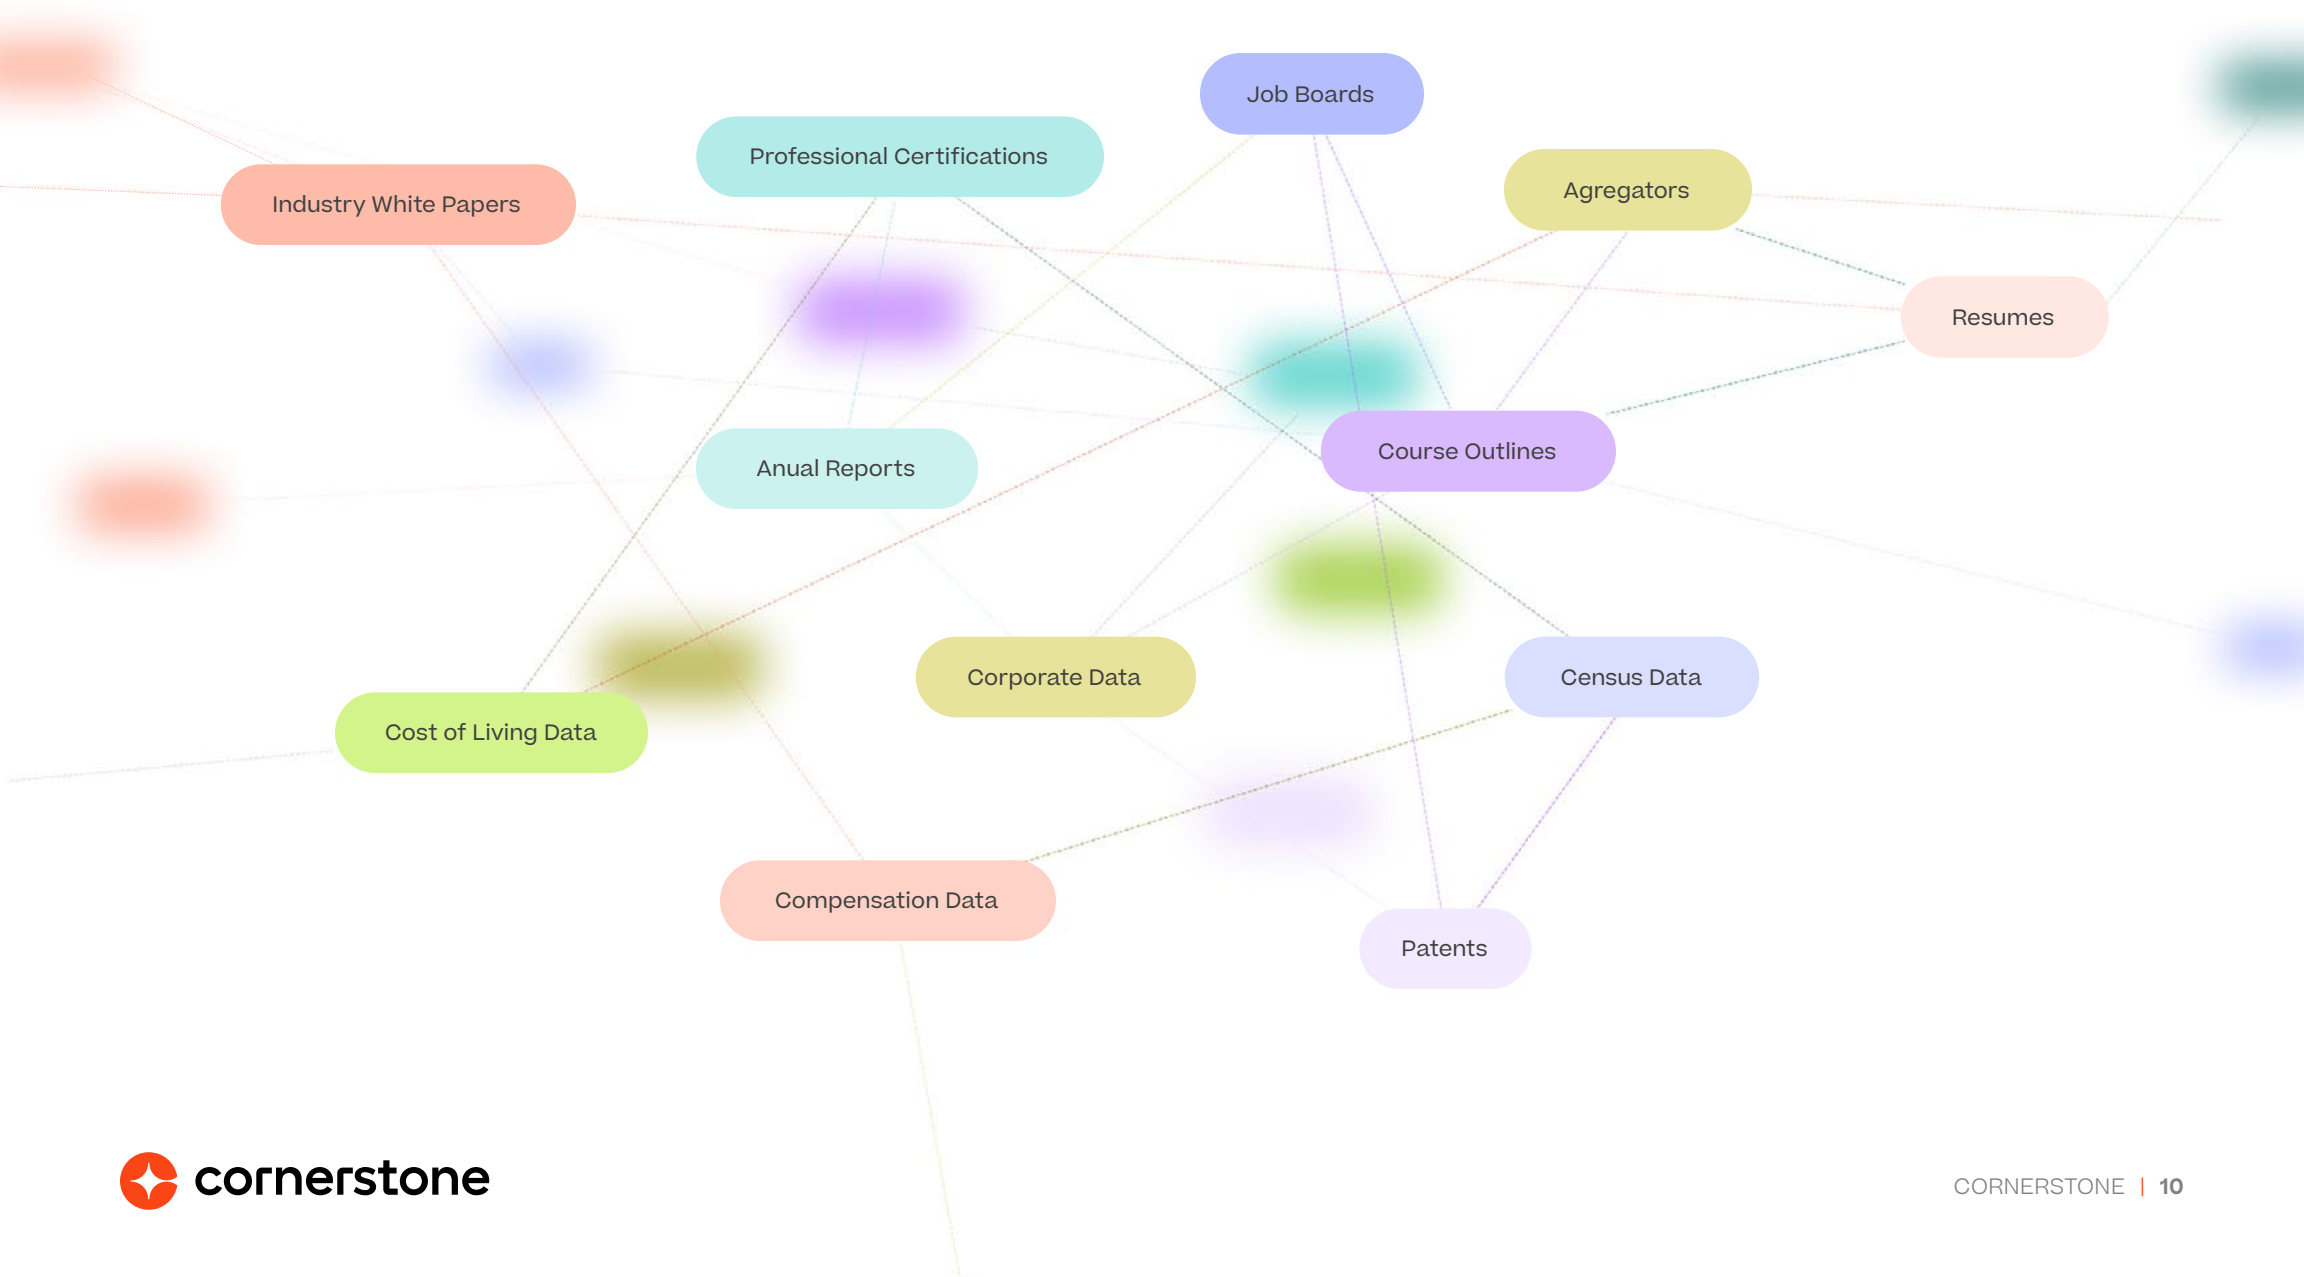 Job Boards
Professional Certifications
Agregators
Industry White Papers
Resumes
Course Outlines
Anual Reports
Corporate Data
Census Data
Cost of Living Data
Compensation Data
Patents
cornerstone
CORNERSTONE | 10